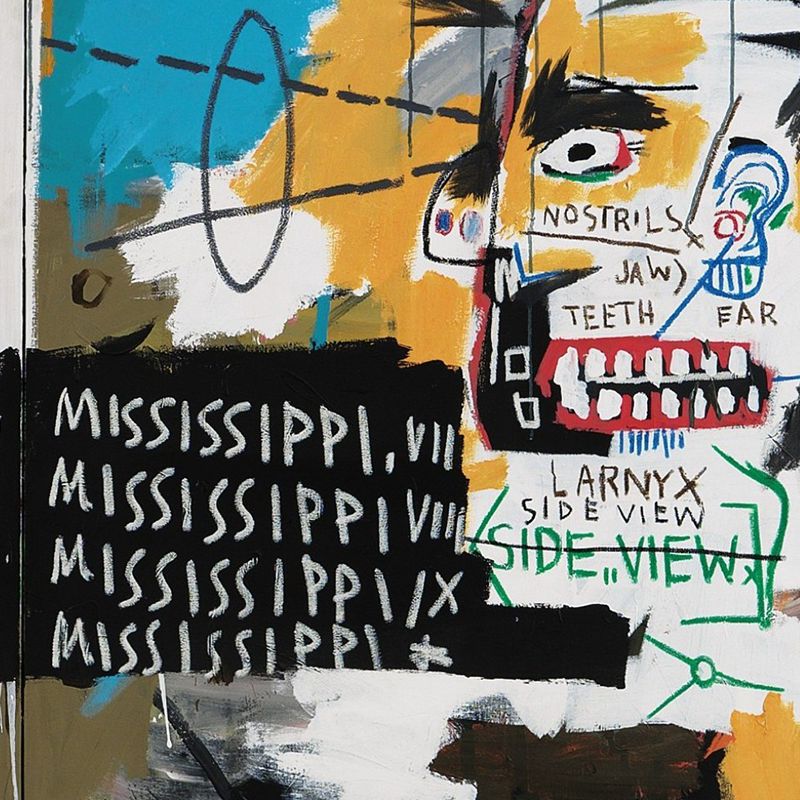 NOSTRILS
JAW)
TEETH
EAR
MISSISSIPPI, VII
MISSISSIPPI VIII
MISSISSIPPI IX
MISSISSIPPI *
LARNYX
SIDE VIEW
SIDE„VIEW